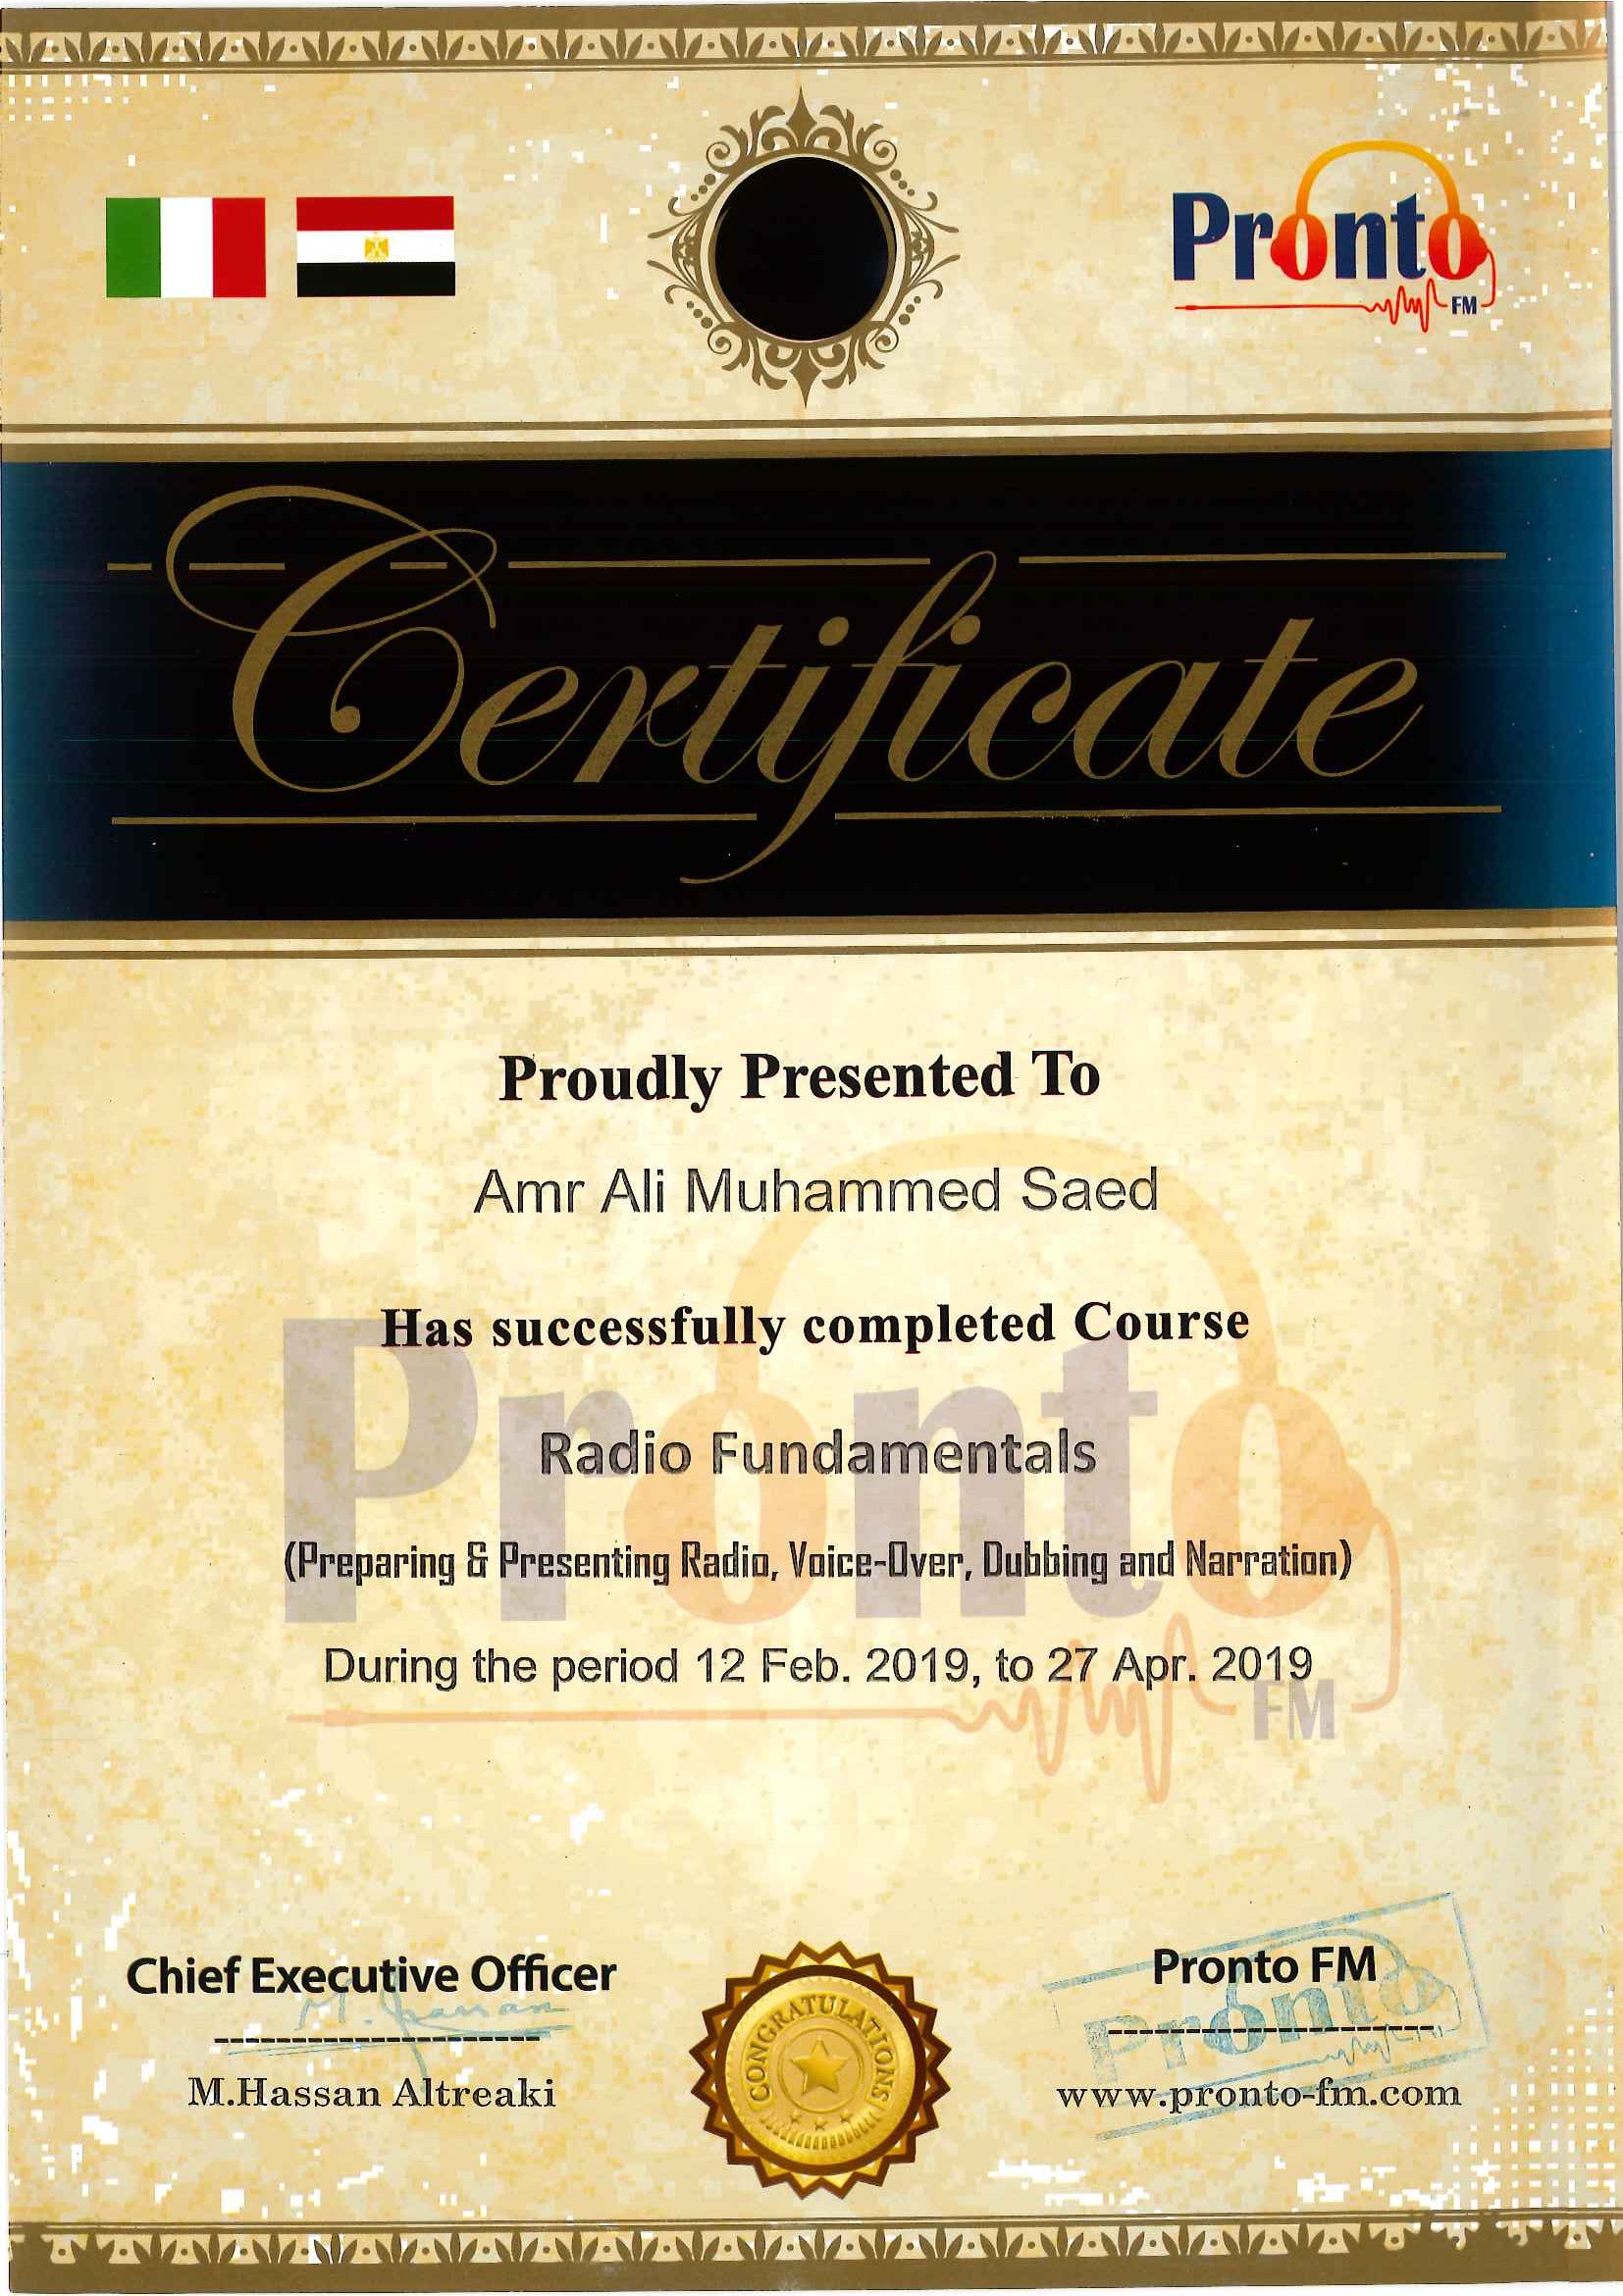 Pronto
FM
Certificate
Proudly Presented To
Amr Ali Muhammed Saed
Has successfully completed Course
Radio Fundamentals
(Preparing & Presenting Radio, Voice-Over, Dubbing and Narration)
During the period 12 Feb. 2019, to 27 Apr. 2019
Pronto
FM
Chief Executive Officer
M. Hassan
M.Hassan Altreaki
CONGRATULATIONS
Pronto FM
Pronto
www.pronto-fm.com